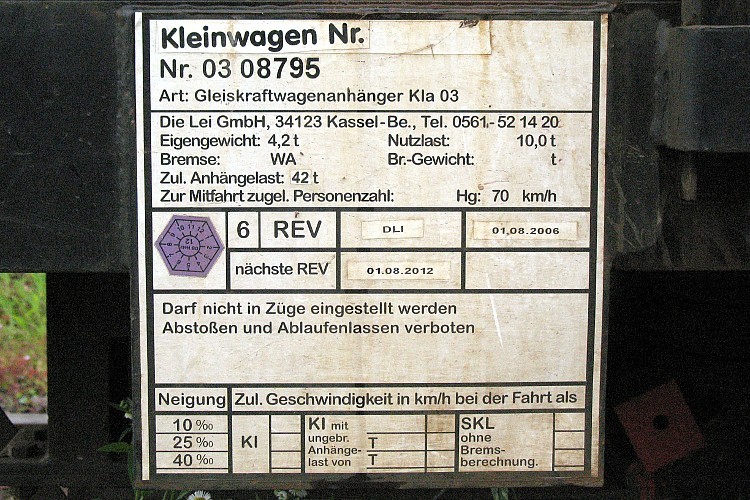 Kleinwagen Nr.
Nr. 03 08795
Art: Gleiskraftwagenanhänger Kla 03
Die Lei GmbH, 34123 Kassel-Be., Tel. 0561-52 14 20
Eigengewicht: 4,2 t Nutzlast: 10,0 t
Bremse: WA Br.-Gewicht: t
Zul. Anhängelast: 42 t
Zur Mitfahrt zugel. Personenzahl: Hg: 70 km/h
6 REV DLI 01.08.2006
nächste REV 01.08.2012
Darf nicht in Züge eingestellt werden
Abstoßen und Ablaufenlassen verboten
Neigung Zul. Geschwindigkeit in km/h bei der Fahrt als
10 ‰
25 ‰
40 ‰
Kl
Kl mit
ungebr.
Anhänge-
last von
T
T
SKL
ohne
Brems-
berechnung.